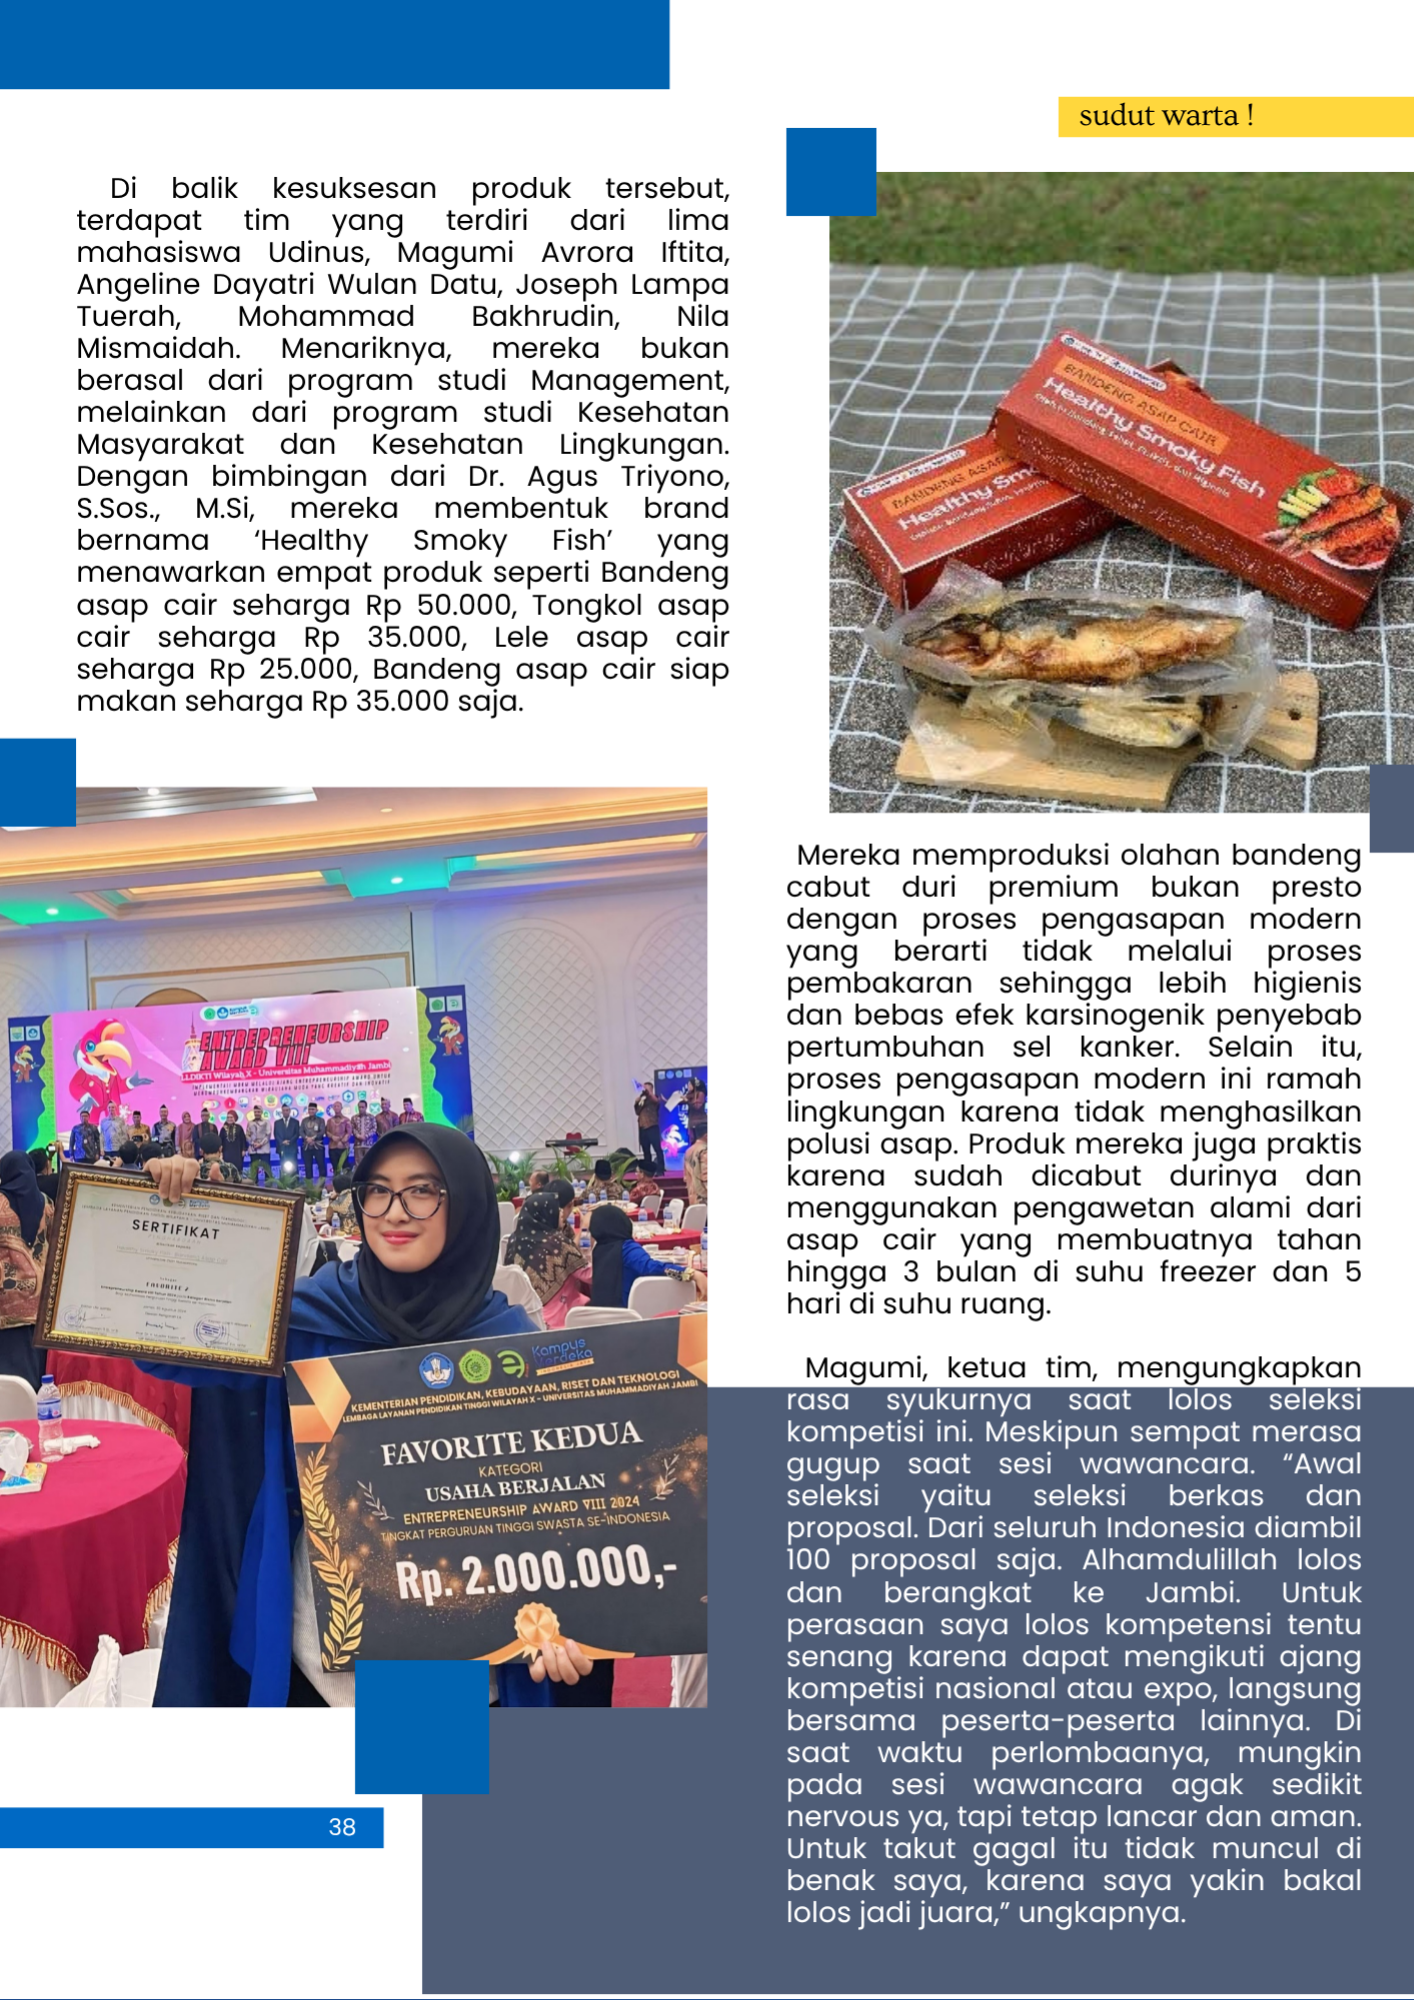 sudut warta !
Di balik kesuksesan produk tersebut,
terdapat tim yang terdiri dari lima
mahasiswa Udinus, Magumi Avrora Iftita,
Angeline Dayatri Wulan Datu, Joseph Lampa
Tuerah, Mohammad Bakhrudin, Nila
Mismaidah. Menariknya, mereka bukan
berasal dari program studi Management,
melainkan dari program studi Kesehatan
Masyarakat dan Kesehatan Lingkungan.
Dengan bimbingan dari Dr. Agus Triyono,
S.Sos., M.Si, mereka membentuk brand
bernama ‘Healthy Smoky Fish’ yang
menawarkan empat produk seperti Bandeng
asap cair seharga Rp 50.000, Tongkol asap
cair seharga Rp 35.000, Lele asap cair
seharga Rp 25.000, Bandeng asap cair siap
makan seharga Rp 35.000 saja.
ENTREPRENEURSHIP
AWARD VIII
LLDIKTI Wilayah X - Universitas Muhammadiyah Jambi
SERTIFIKAT
FAVORITE 2
Kampus
Merdeka
KEMENTERIAN PENDIDIKAN, KEBUDAYAAN, RISET DAN TEKNOLOGI
LEMBAGA LAYANAN PENDIDIKAN TINGGI WILAYAH X - UNIVERSITAS MUHAMMADIYAH JAMBI
FAVORITE KEDUA
KATEGORI
USAHA BERJALAN
ENTREPRENEURSHIP AWARD VIII 2024
TINGKAT PERGURUAN TINGGI SWASTA SE-INDONESIA
Rp. 2.000.000,-
38
BANDENG ASAP CAIR
Healthy Smoky Fish
BANDENG ASAP
Healthy Sm
Mereka memproduksi olahan bandeng
cabut duri premium bukan presto
dengan proses pengasapan modern
yang berarti tidak melalui proses
pembakaran sehingga lebih higienis
dan bebas efek karsinogenik penyebab
pertumbuhan sel kanker. Selain itu,
proses pengasapan modern ini ramah
lingkungan karena tidak menghasilkan
polusi asap. Produk mereka juga praktis
karena sudah dicabut durinya dan
menggunakan pengawetan alami dari
asap cair yang membuatnya tahan
hingga 3 bulan di suhu freezer dan 5
hari di suhu ruang.
Magumi, ketua tim, mengungkapkan
rasa syukurnya saat lolos seleksi
kompetisi ini. Meskipun sempat merasa
gugup saat sesi wawancara. “Awal
seleksi yaitu seleksi berkas dan
proposal. Dari seluruh Indonesia diambil
100 proposal saja. Alhamdulillah lolos
dan berangkat ke Jambi. Untuk
perasaan saya lolos kompetensi tentu
senang karena dapat mengikuti ajang
kompetisi nasional atau expo, langsung
bersama peserta-peserta lainnya. Di
saat waktu perlombaanya, mungkin
pada sesi wawancara agak sedikit
nervous ya, tapi tetap lancar dan aman.
Untuk takut gagal itu tidak muncul di
benak saya, karena saya yakin bakal
lolos jadi juara,” ungkapnya.